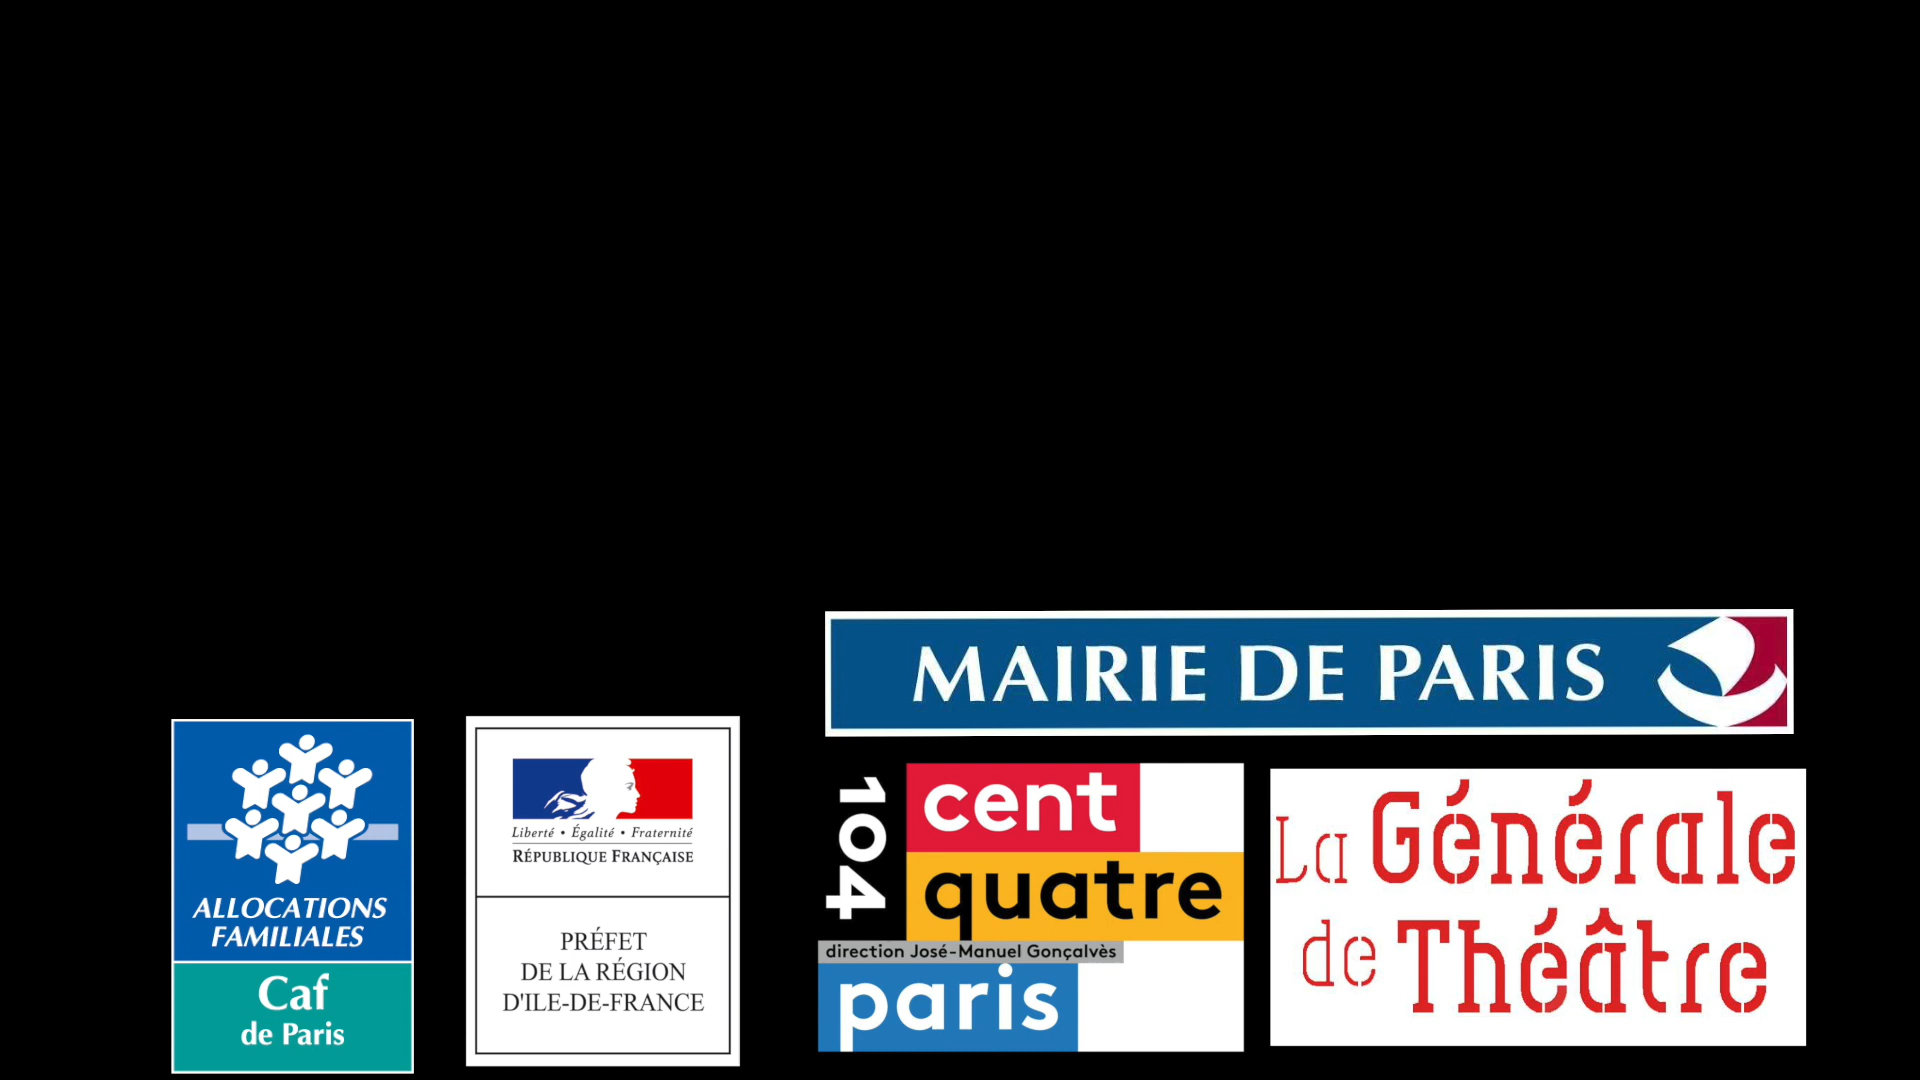 MAIRIE DE PARIS
ALLOCATIONS
FAMILIALES
Caf
de Paris
Liberté • Égalité • Fraternité
RÉPUBLIQUE FRANÇAISE
PRÉFET
DE LA RÉGION
D'ILE-DE-FRANCE
104
cent
quatre
direction José-Manuel Gonçalvès
paris
La Générale
de Théâtre